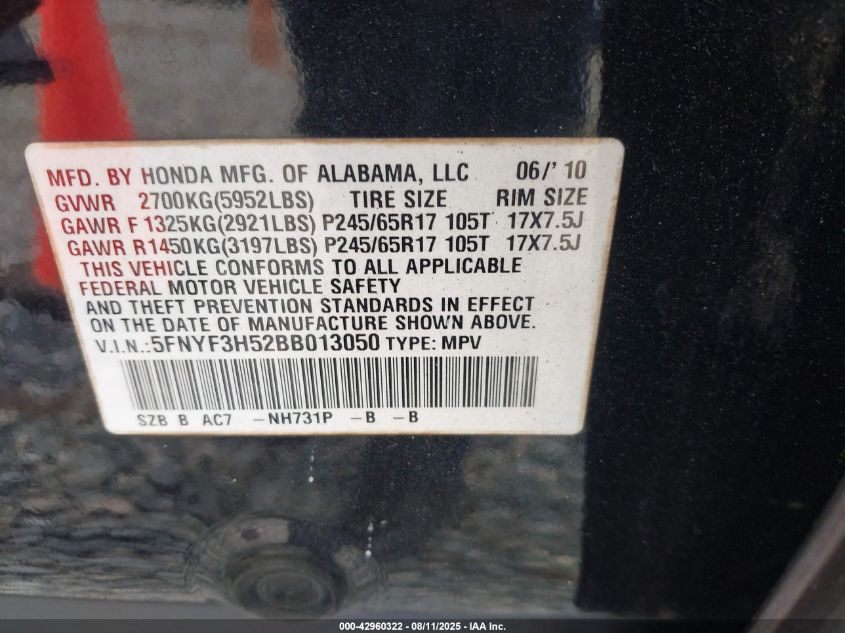 MFD. BY HONDA MFG. OF ALABAMA, LLC 06/'10
GVWR 2700KG(5952LBS) TIRE SIZE RIM SIZE
GAWR F 1325KG(2921LBS) P245/65R17 105T 17X7.5J
GAWR R1450KG(3197LBS) P245/65R17 105T 17X7.5J
THIS VEHICLE CONFORMS TO ALL APPLICABLE
FEDERAL MOTOR VEHICLE SAFETY
AND THEFT PREVENTION STANDARDS IN EFFECT
ON THE DATE OF MANUFACTURE SHOWN ABOVE.
V.I.N.:5FNYF3H52BB013050 TYPE: MPV
SZB B AC7 -NH731P -B -B
000-42960322 - 08/11/2025 - IAA Inc.